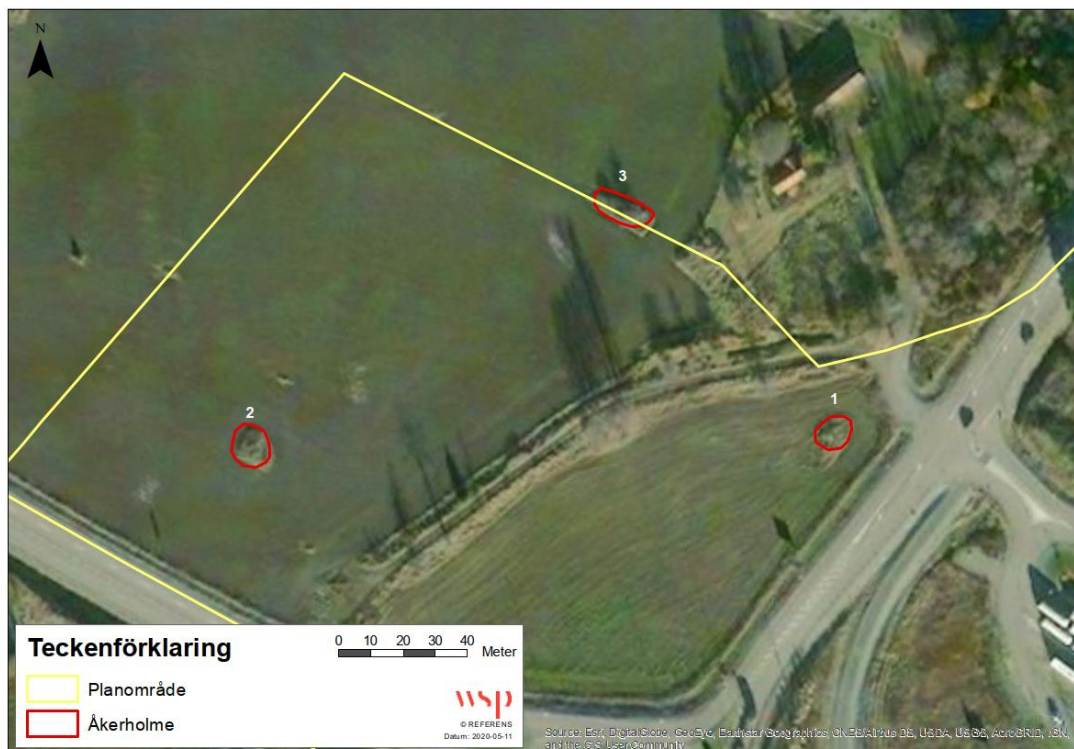 N
3
2
1
Teckenförklaring
0 10 20 30 40 Meter
Planområde
Åkerholme
wsp
© REFERENS
Datum: 2020-05-11
Source: Esri, DigitalGlobe, GeoEye, Earthstar Geographics, CNES/Airbus DS, USDA, USGS, AeroGRID, IGN,
and the GIS User Community